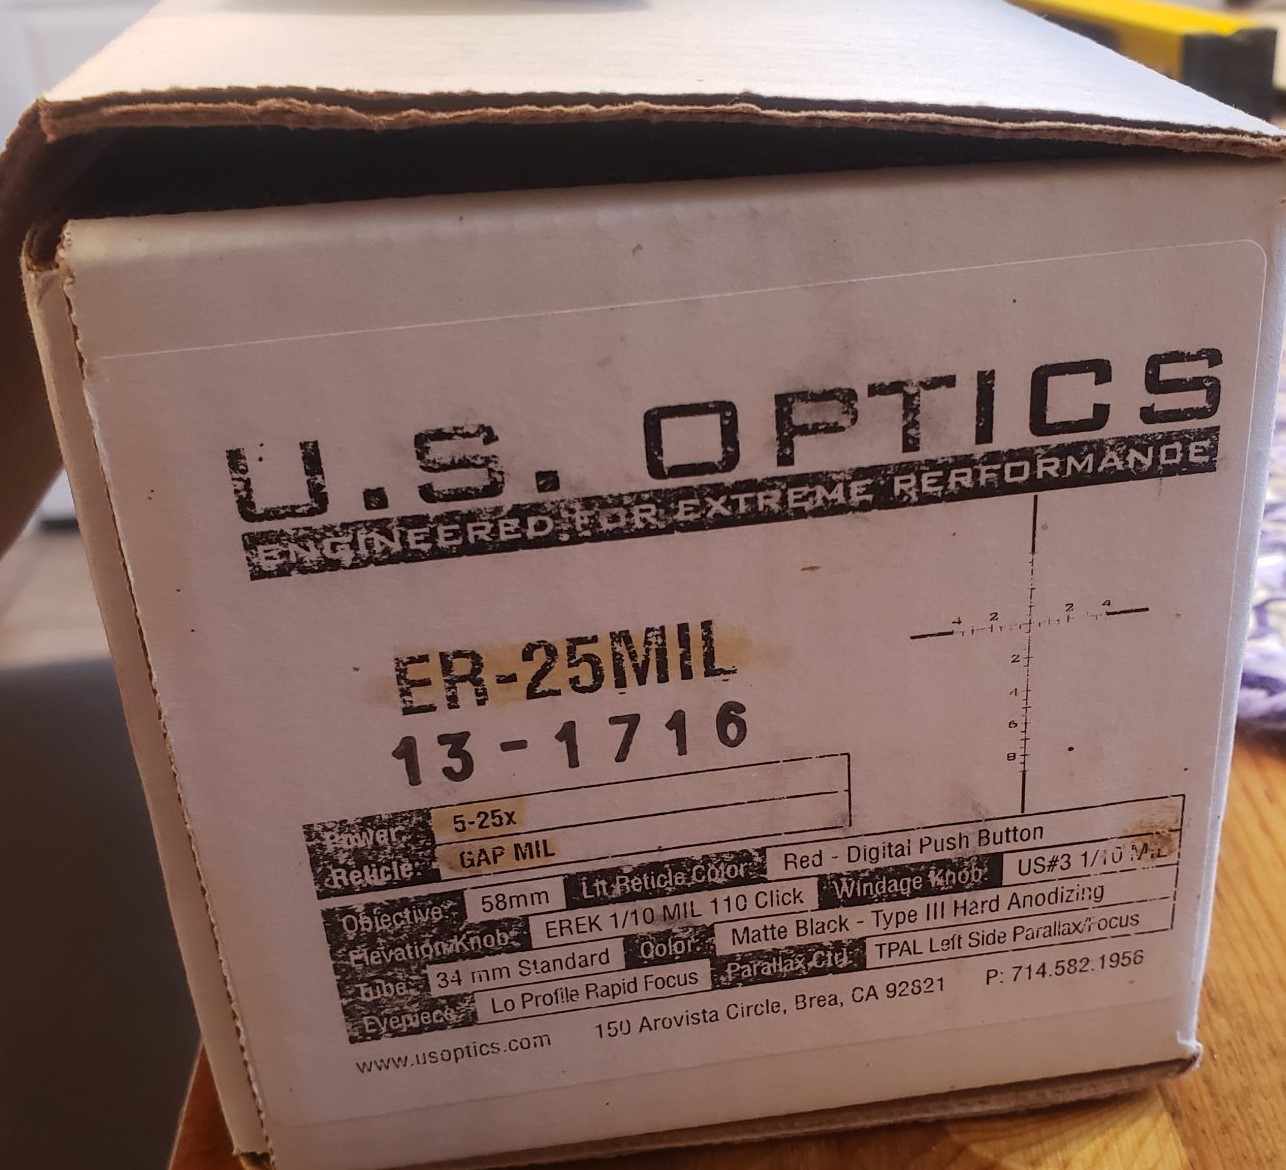 U.S. OPTICS
ENGINEERED FOR EXTREME PERFORMANCE
4 2 2 4
2
4
6
8
ER-25MIL
13-1716
Power: 5-25x
Reticle: GAP MIL
Objective: 58mm Lit Reticle Color: Red - Digital Push Button
Elevation Knob: EREK 1/10 MIL 110 Click Windage Knob: US#3 1/10 MIL
Tube: 34 mm Standard Color: Matte Black - Type III Hard Anodizing
Eyepiece: Lo Profile Rapid Focus Parallax Ctrl: TPAL Left Side Parallax/Focus
www.usoptics.com 150 Arovista Circle, Brea, CA 92821 P: 714.582.1956